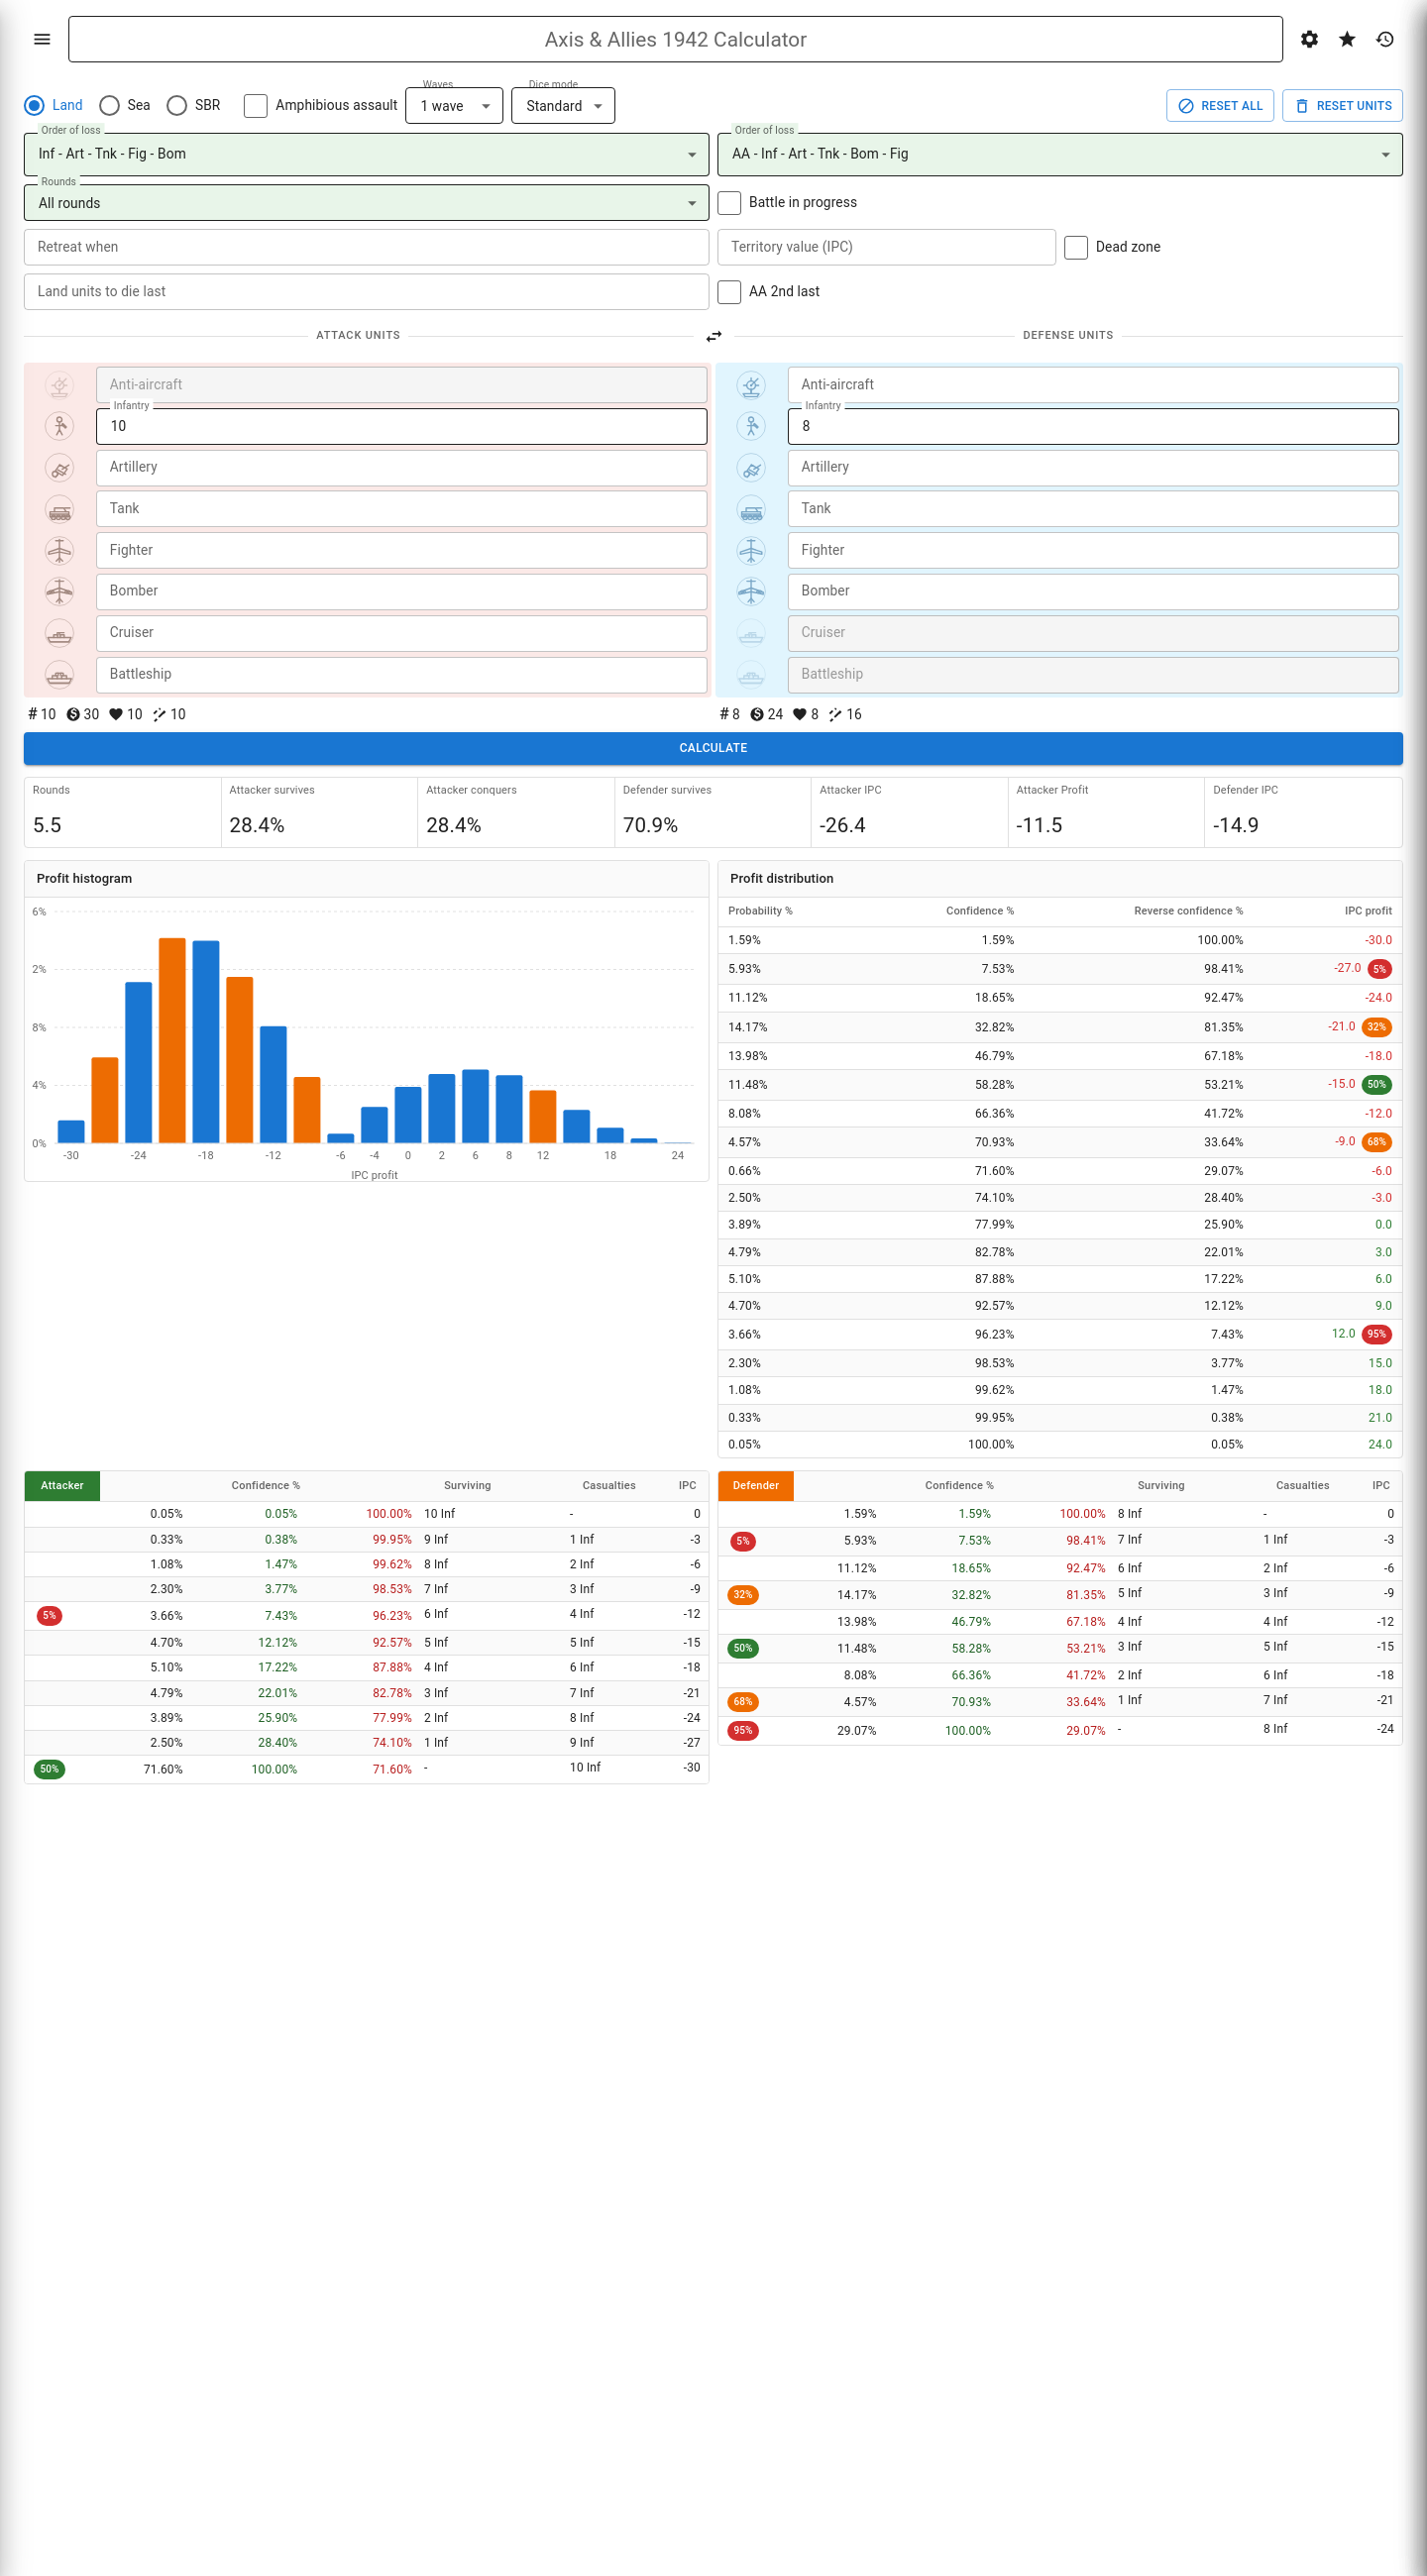 Axis & Allies 1942 Calculator
Land Sea SBR Amphibious assault Waves 1 wave Dice mode Standard RESET ALL RESET UNITS
Order of loss
Inf - Art - Tnk - Fig - Bom
Order of loss
AA - Inf - Art - Tnk - Bom - Fig
Rounds
All rounds
Battle in progress
Retreat when
Territory value (IPC)
Dead zone
Land units to die last
AA 2nd last
ATTACK UNITS
DEFENSE UNITS
Anti-aircraft
Infantry
10
Artillery
Tank
Fighter
Bomber
Cruiser
Battleship
# 10 30 10 10
Anti-aircraft
Infantry
8
Artillery
Tank
Fighter
Bomber
Cruiser
Battleship
# 8 24 8 16
CALCULATE
Rounds
5.5
Attacker survives
28.4%
Attacker conquers
28.4%
Defender survives
70.9%
Attacker IPC
-26.4
Attacker Profit
-11.5
Defender IPC
-14.9
Profit histogram
6%
2%
8%
4%
0%
-30 -24 -18 -12 -6 -4 0 2 6 8 12 18 24
IPC profit
Profit distribution
Probability % Confidence % Reverse confidence % IPC profit
1.59% 1.59% 100.00% -30.0
5.93% 7.53% 98.41% -27.0 5%
11.12% 18.65% 92.47% -24.0
14.17% 32.82% 81.35% -21.0 32%
13.98% 46.79% 67.18% -18.0
11.48% 58.28% 53.21% -15.0 50%
8.08% 66.36% 41.72% -12.0
4.57% 70.93% 33.64% -9.0 68%
0.66% 71.60% 29.07% -6.0
2.50% 74.10% 28.40% -3.0
3.89% 77.99% 25.90% 0.0
4.79% 82.78% 22.01% 3.0
5.10% 87.88% 17.22% 6.0
4.70% 92.57% 12.12% 9.0
3.66% 96.23% 7.43% 12.0 95%
2.30% 98.53% 3.77% 15.0
1.08% 99.62% 1.47% 18.0
0.33% 99.95% 0.38% 21.0
0.05% 100.00% 0.05% 24.0
Attacker Confidence % Surviving Casualties IPC
0.05% 0.05% 100.00% 10 Inf - 0
0.33% 0.38% 99.95% 9 Inf 1 Inf -3
1.08% 1.47% 99.62% 8 Inf 2 Inf -6
2.30% 3.77% 98.53% 7 Inf 3 Inf -9
5% 3.66% 7.43% 96.23% 6 Inf 4 Inf -12
4.70% 12.12% 92.57% 5 Inf 5 Inf -15
5.10% 17.22% 87.88% 4 Inf 6 Inf -18
4.79% 22.01% 82.78% 3 Inf 7 Inf -21
3.89% 25.90% 77.99% 2 Inf 8 Inf -24
2.50% 28.40% 74.10% 1 Inf 9 Inf -27
50% 71.60% 100.00% 71.60% - 10 Inf -30
Defender Confidence % Surviving Casualties IPC
1.59% 1.59% 100.00% 8 Inf - 0
5% 5.93% 7.53% 98.41% 7 Inf 1 Inf -3
11.12% 18.65% 92.47% 6 Inf 2 Inf -6
32% 14.17% 32.82% 81.35% 5 Inf 3 Inf -9
13.98% 46.79% 67.18% 4 Inf 4 Inf -12
50% 11.48% 58.28% 53.21% 3 Inf 5 Inf -15
8.08% 66.36% 41.72% 2 Inf 6 Inf -18
68% 4.57% 70.93% 33.64% 1 Inf 7 Inf -21
95% 29.07% 100.00% 29.07% - 8 Inf -24